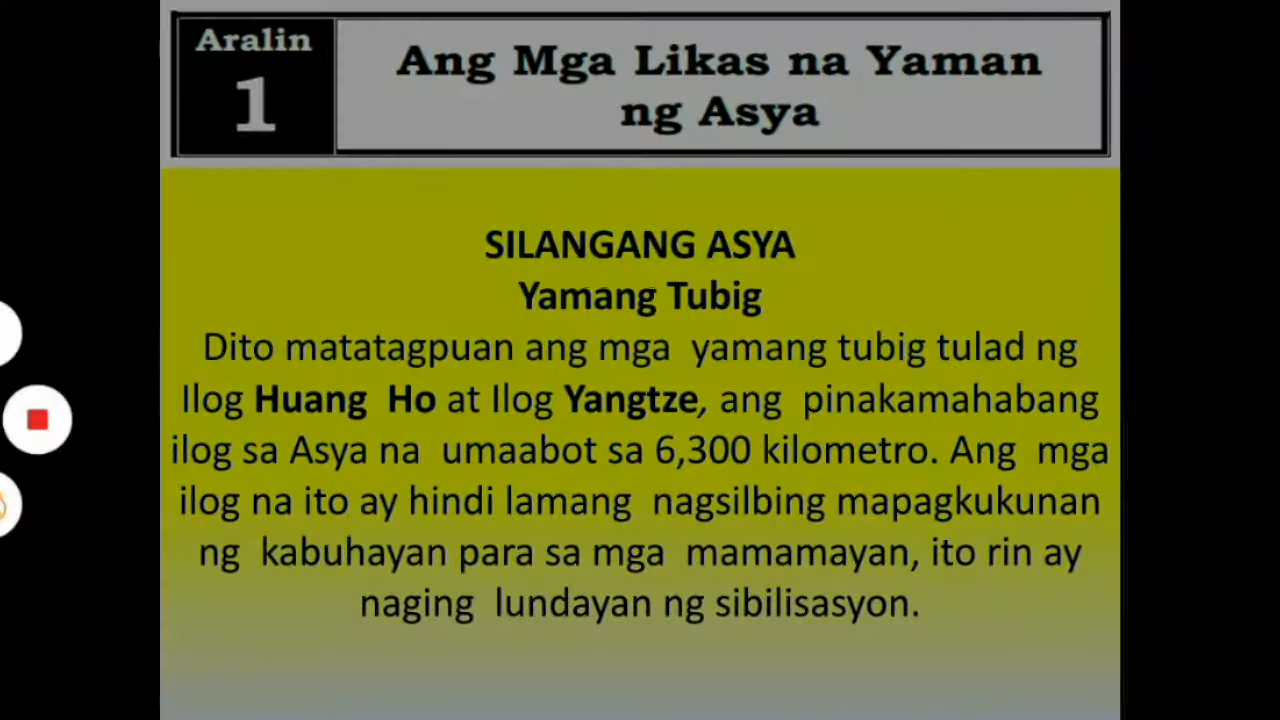 Aralin
1
Ang Mga Likas na Yaman
ng Asya
SILANGANG ASYA
Yamang Tubig
Dito matatagpuan ang mga yamang tubig tulad ng
Ilog Huang Ho at Ilog Yangtze, ang pinakamahabang
ilog sa Asya na umaabot sa 6,300 kilometro. Ang mga
ilog na ito ay hindi lamang nagsilbing mapagkukunan
ng kabuhayan para sa mga mamamayan, ito rin ay
naging lundayan ng sibilisasyon.